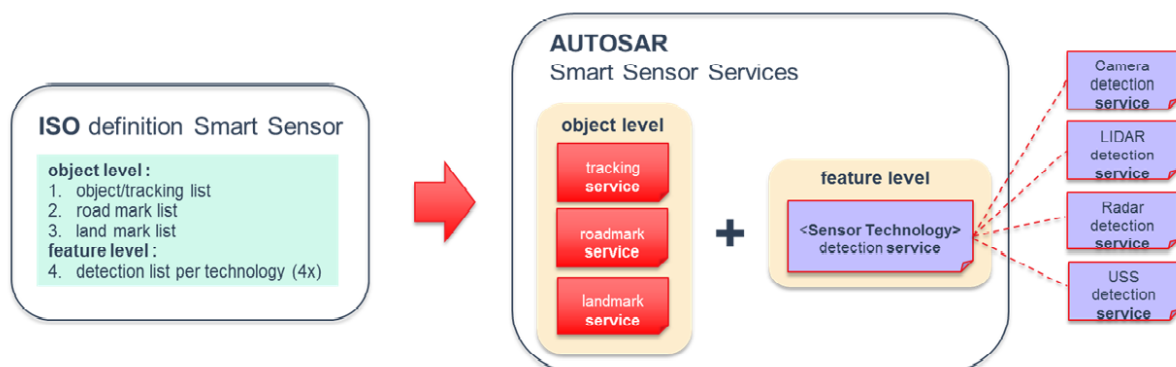 ISO definition Smart Sensor
object level :
1. object/tracking list
2. road mark list
3. land mark list
feature level :
4. detection list per technology (4x)
AUTOSAR
Smart Sensor Services
object level
tracking
service
roadmark
service
landmark
service
+
feature level
<Sensor Technology>
detection service
Camera
detection
service
LIDAR
detection
service
Radar
detection
service
USS
detection
service